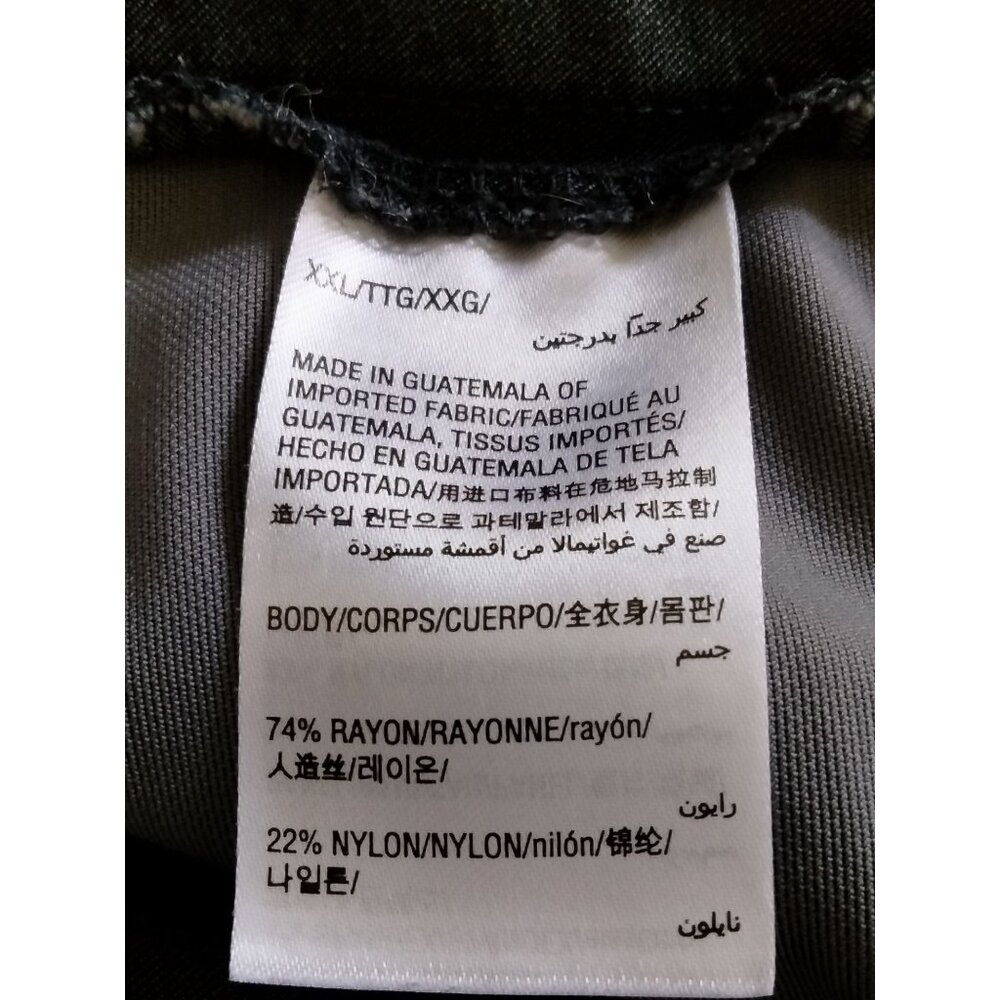 XXL/TTG/XXG/
كبير جدًا بدرجتين
MADE IN GUATEMALA OF
IMPORTED FABRIC/FABRIQUÉ AU
GUATEMALA, TISSUS IMPORTÉS/
HECHO EN GUATEMALA DE TELA
IMPORTADA/用进口布料在危地马拉制
造/수입 원단으로 과테말라에서 제조함/
صنع في غواتيمالا من أقمشة مستوردة
BODY/CORPS/CUERPO/全衣身/몸판/
جسم
74% RAYON/RAYONNE/rayón/
人造丝/레이온/
رايون
22% NYLON/NYLON/nilón/锦纶/
나일론/
نايلون